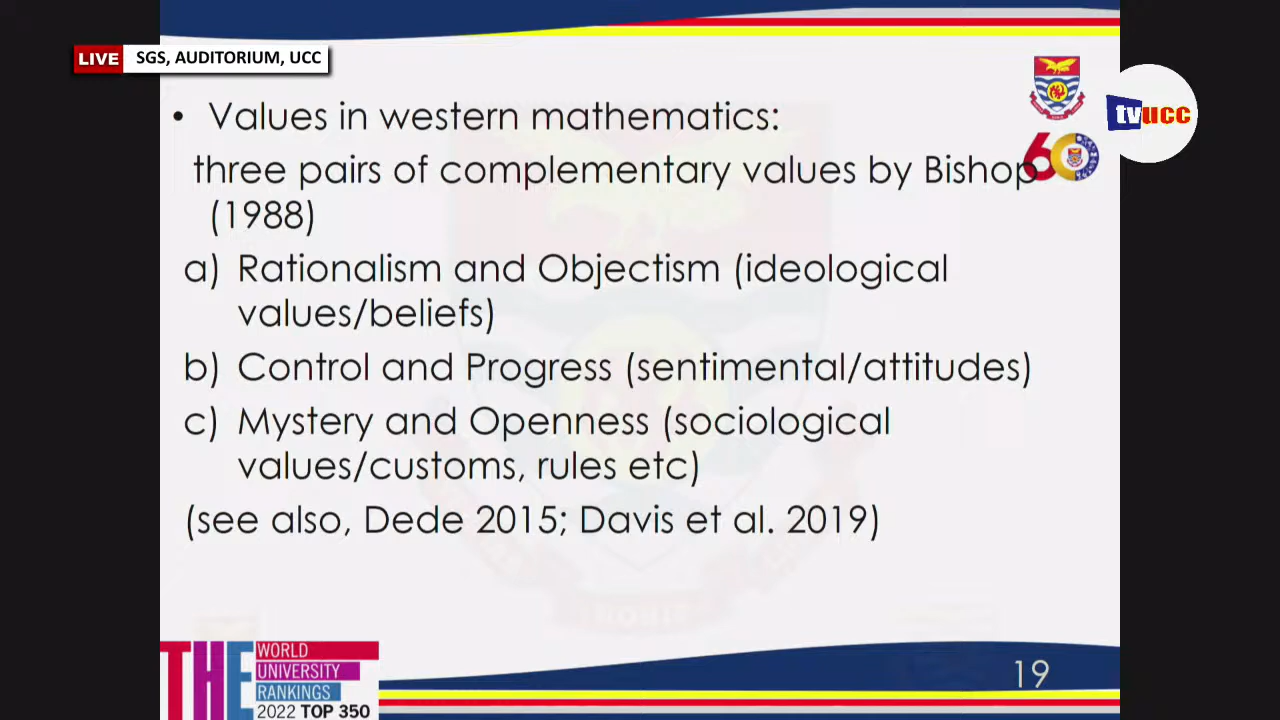 LIVE SGS, AUDITORIUM, UCC
tvucc
60
• Values in western mathematics:
three pairs of complementary values by Bishop
(1988)
a) Rationalism and Objectism (ideological
values/beliefs)
b) Control and Progress (sentimental/attitudes)
c) Mystery and Openness (sociological
values/customs, rules etc)
(see also, Dede 2015; Davis et al. 2019)
THE
WORLD
UNIVERSITY
RANKINGS
2022 TOP 350
19